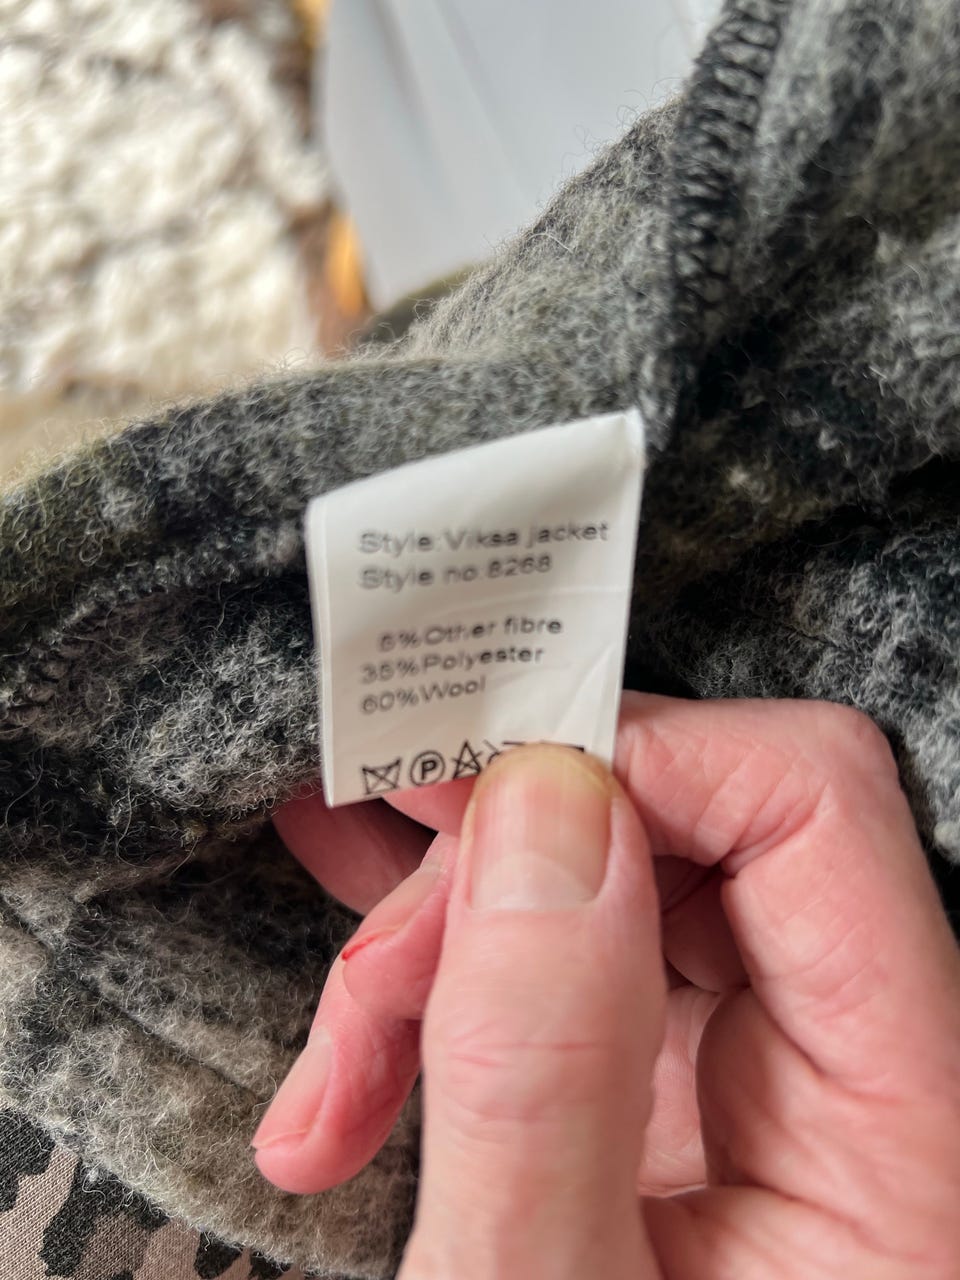 Style:Viksa jacket
Style no:8268
5%Other fibre
35%Polyester
60%Wool
P